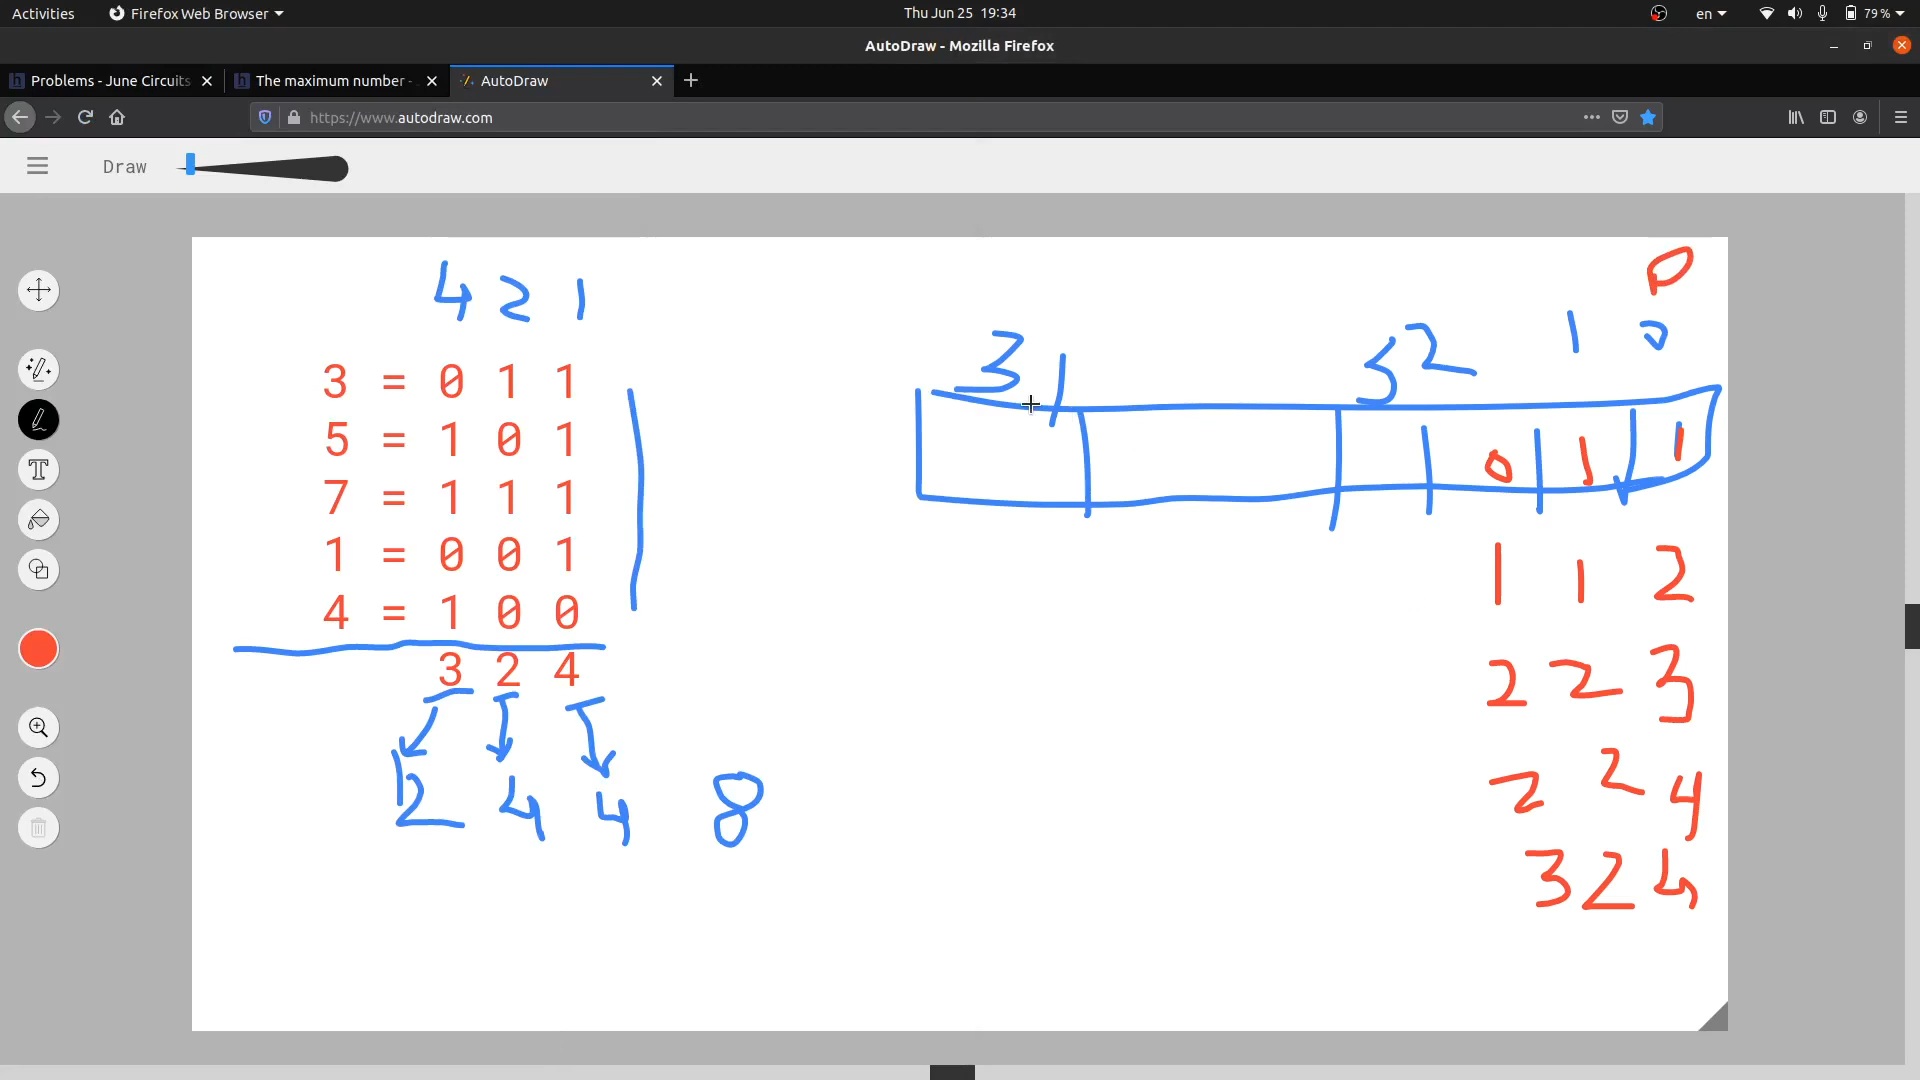 Activities Firefox Web Browser Thu Jun 25 19:34 en 79 %
AutoDraw - Mozilla Firefox
Problems - June Circuits The maximum number - AutoDraw
https://www.autodraw.com
Draw
4 2 1
3 = 0 1 1
5 = 1 0 1
7 = 1 1 1
1 = 0 0 1
4 = 1 0 0
3 2 4
2 4 4 8
31 3 2 1 0
0 1 1
1 1 2
2 2 3
2 2 4
3 2 4